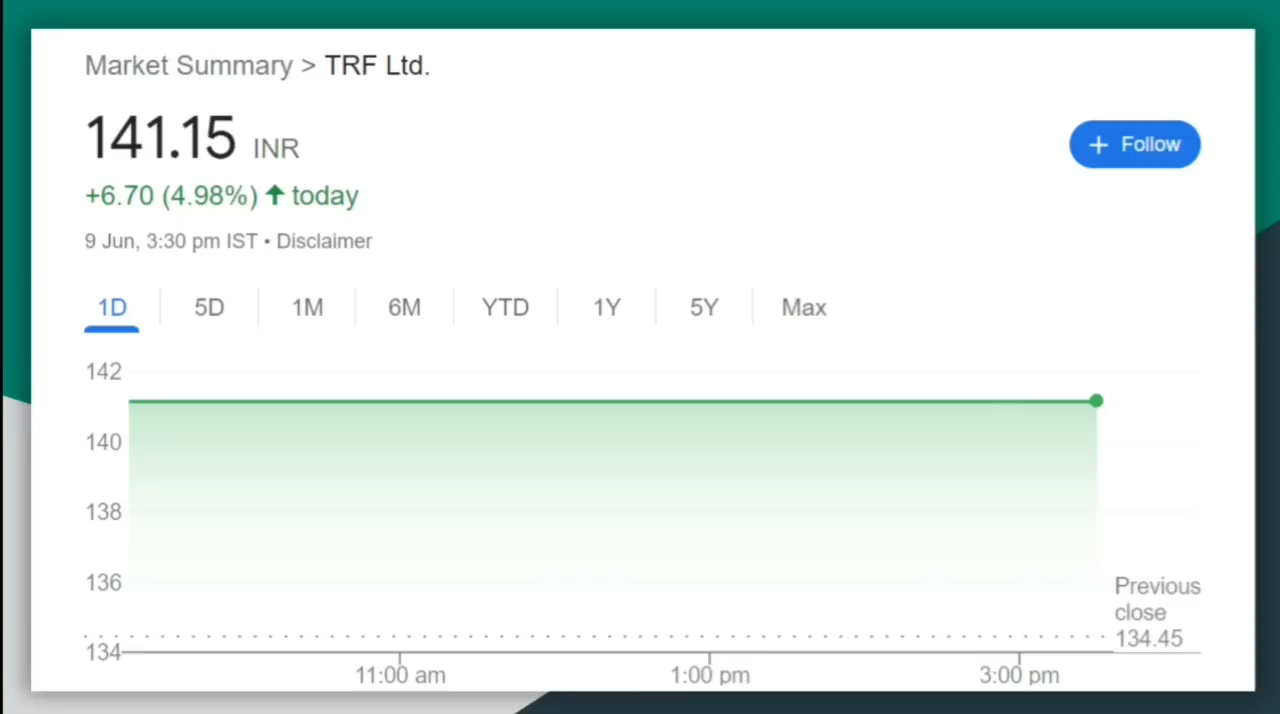 Market Summary > TRF Ltd.
141.15 INR
+ Follow
+6.70 (4.98%) ↑ today
9 Jun, 3:30 pm IST • Disclaimer
1D 5D 1M 6M YTD 1Y 5Y Max
142
140
138
136
134
Previous
close
134.45
11:00 am 1:00 pm 3:00 pm